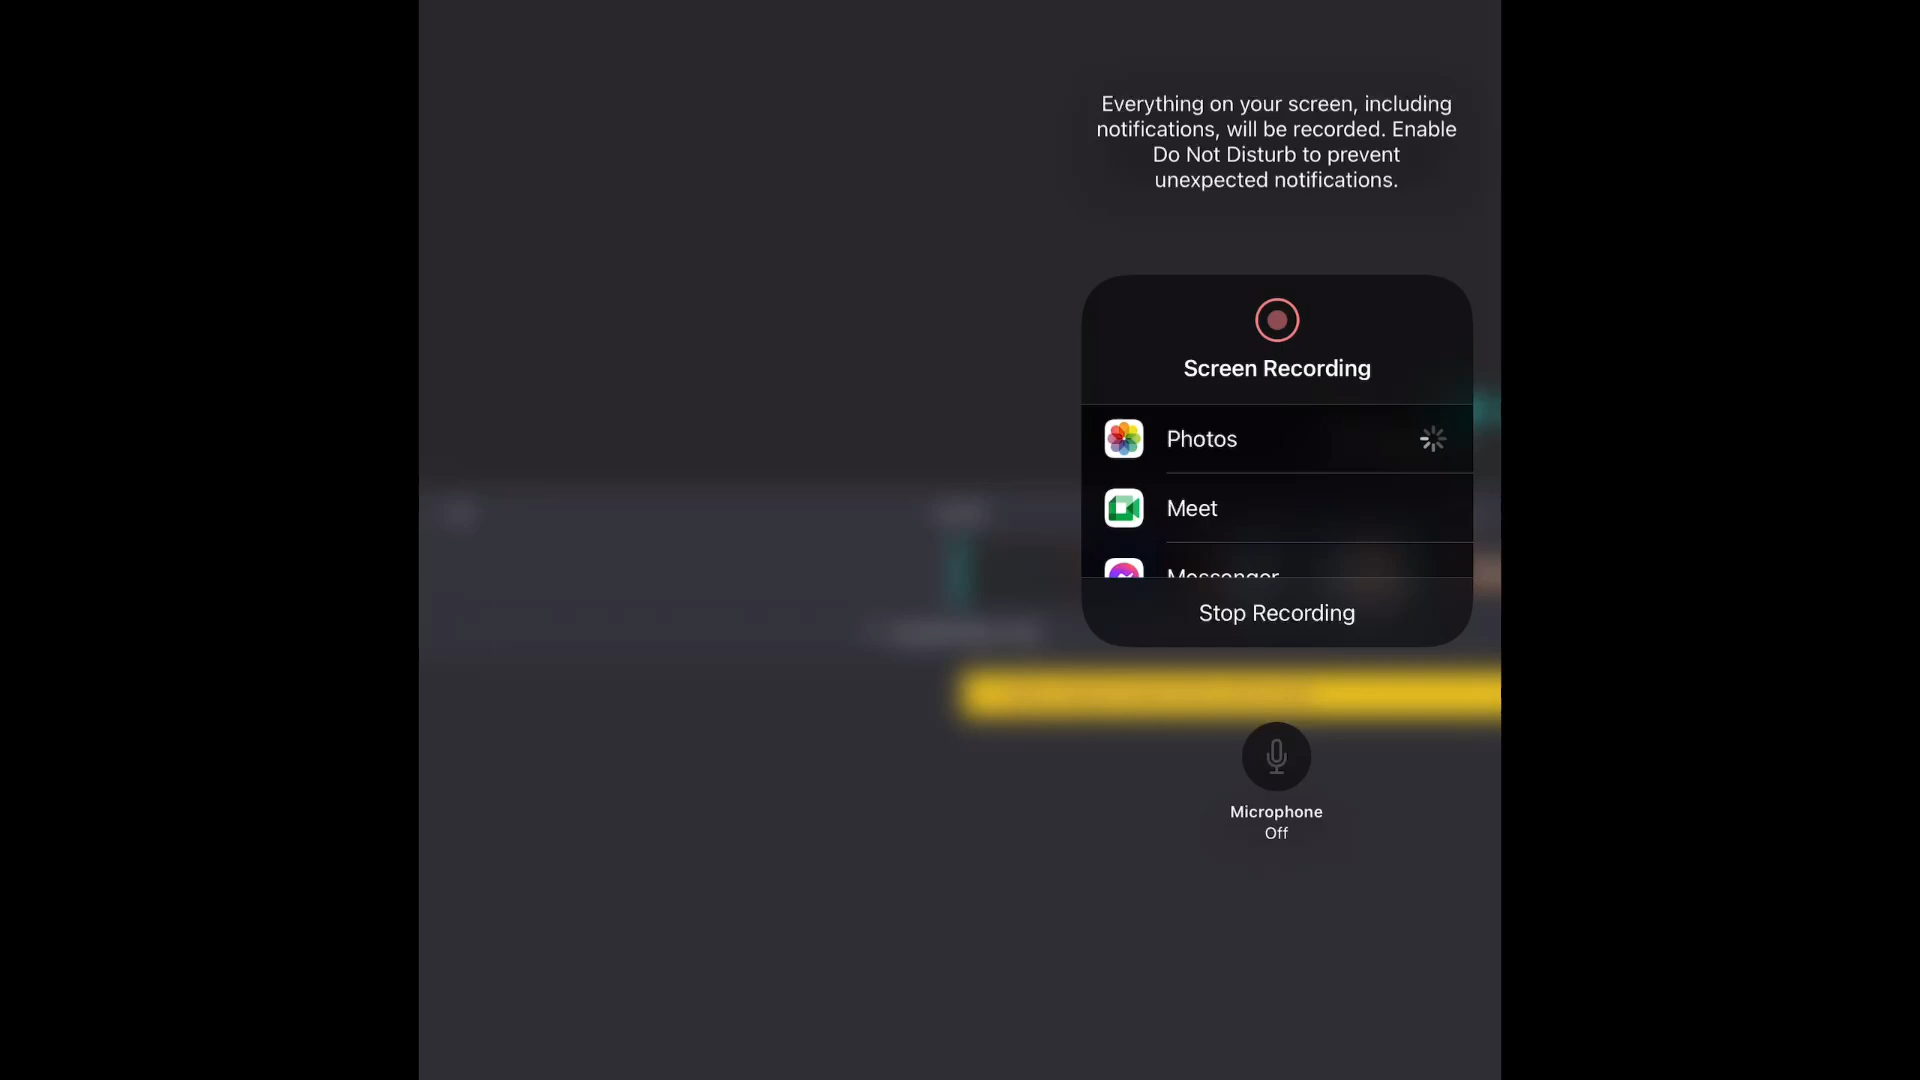 Everything on your screen, including
notifications, will be recorded. Enable
Do Not Disturb to prevent
unexpected notifications.
Screen Recording
Photos
Meet
Messenger
Stop Recording
Microphone
Off